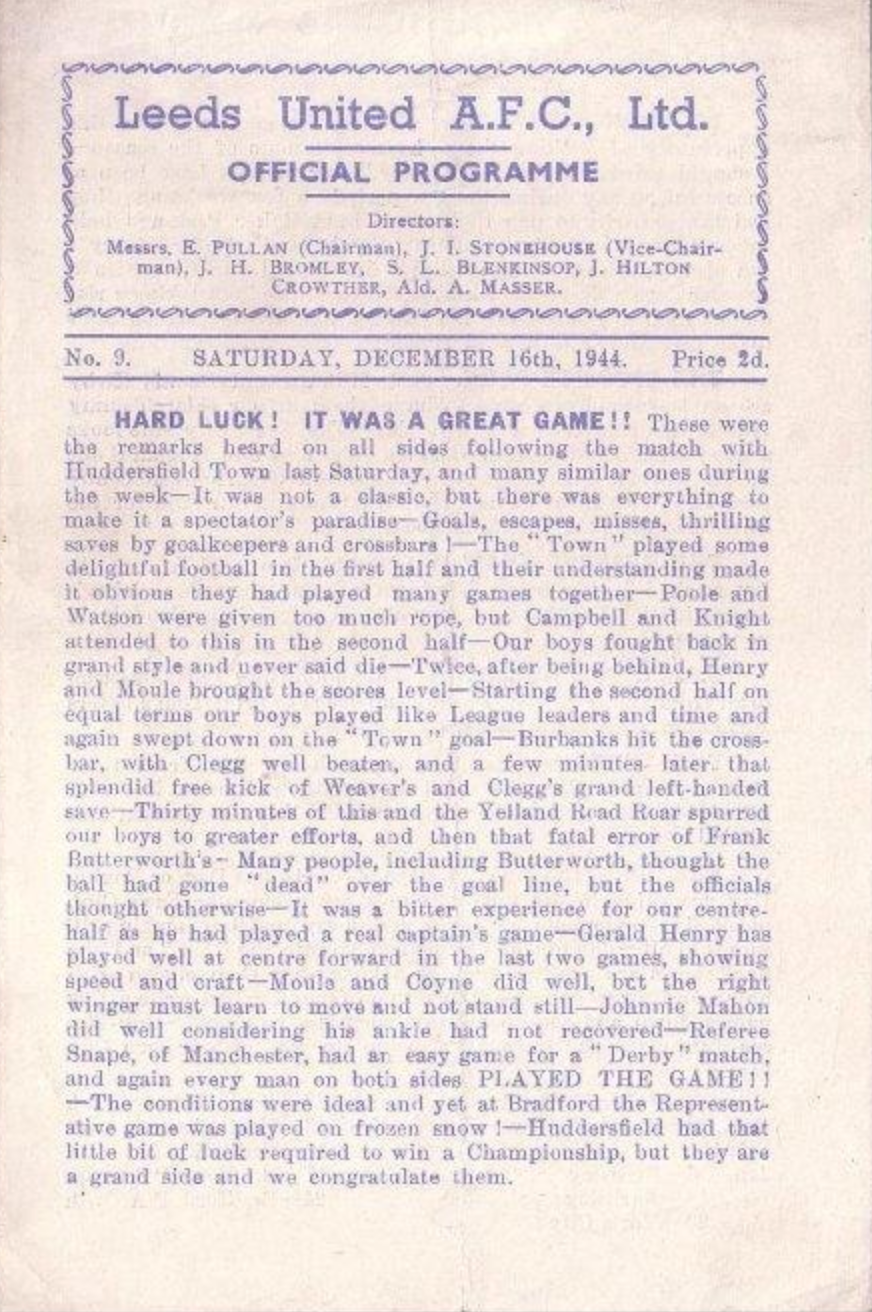 Leeds United A.F.C., Ltd.
OFFICIAL PROGRAMME
Directors:
Messrs. E. PULLAN (Chairman), J. I. STONEHOUSE (Vice-Chair-
man), J. H. BROMLEY, S. L. BLENKINSOP, J. HILTON
CROWTHER, Ald. A. MASSER.
No. 9. SATURDAY, DECEMBER 16th, 1944. Price 2d.
HARD LUCK! IT WAS A GREAT GAME!! These were
the remarks heard on all sides following the match with
Huddersfield Town last Saturday, and many similar ones during
the week—It was not a classic, but there was everything to
make it a spectator's paradise—Goals, escapes, misses, thrilling
saves by goalkeepers and crossbars!—The "Town" played some
delightful football in the first half and their understanding made
it obvious they had played many games together—Poole and
Watson were given too much rope, but Campbell and Knight
attended to this in the second half—Our boys fought back in
grand style and never said die—Twice, after being behind, Henry
and Moule brought the scores level—Starting the second half on
equal terms our boys played like League leaders and time and
again swept down on the "Town" goal—Burbanks hit the cross-
bar, with Clegg well beaten, and a few minutes later that
splendid free kick of Weaver's and Clegg's grand left-handed
save—Thirty minutes of this and the Yelland Road Roar spurred
our boys to greater efforts, and then that fatal error of Frank
Butterworth's—Many people, including Butterworth, thought the
ball had gone "dead" over the goal line, but the officials
thought otherwise—It was a bitter experience for our centre-
half as he had played a real captain's game—Gerald Henry has
played well at centre forward in the last two games, showing
speed and craft—Moule and Coyne did well, but the right
winger must learn to move and not stand still—Johnnie Mahon
did well considering his ankle had not recovered—Referee
Snape, of Manchester, had an easy game for a "Derby" match,
and again every man on both sides PLAYED THE GAME!!
—The conditions were ideal and yet at Bradford the Represent-
ative game was played on frozen snow!—Huddersfield had that
little bit of luck required to win a Championship, but they are
a grand side and we congratulate them.